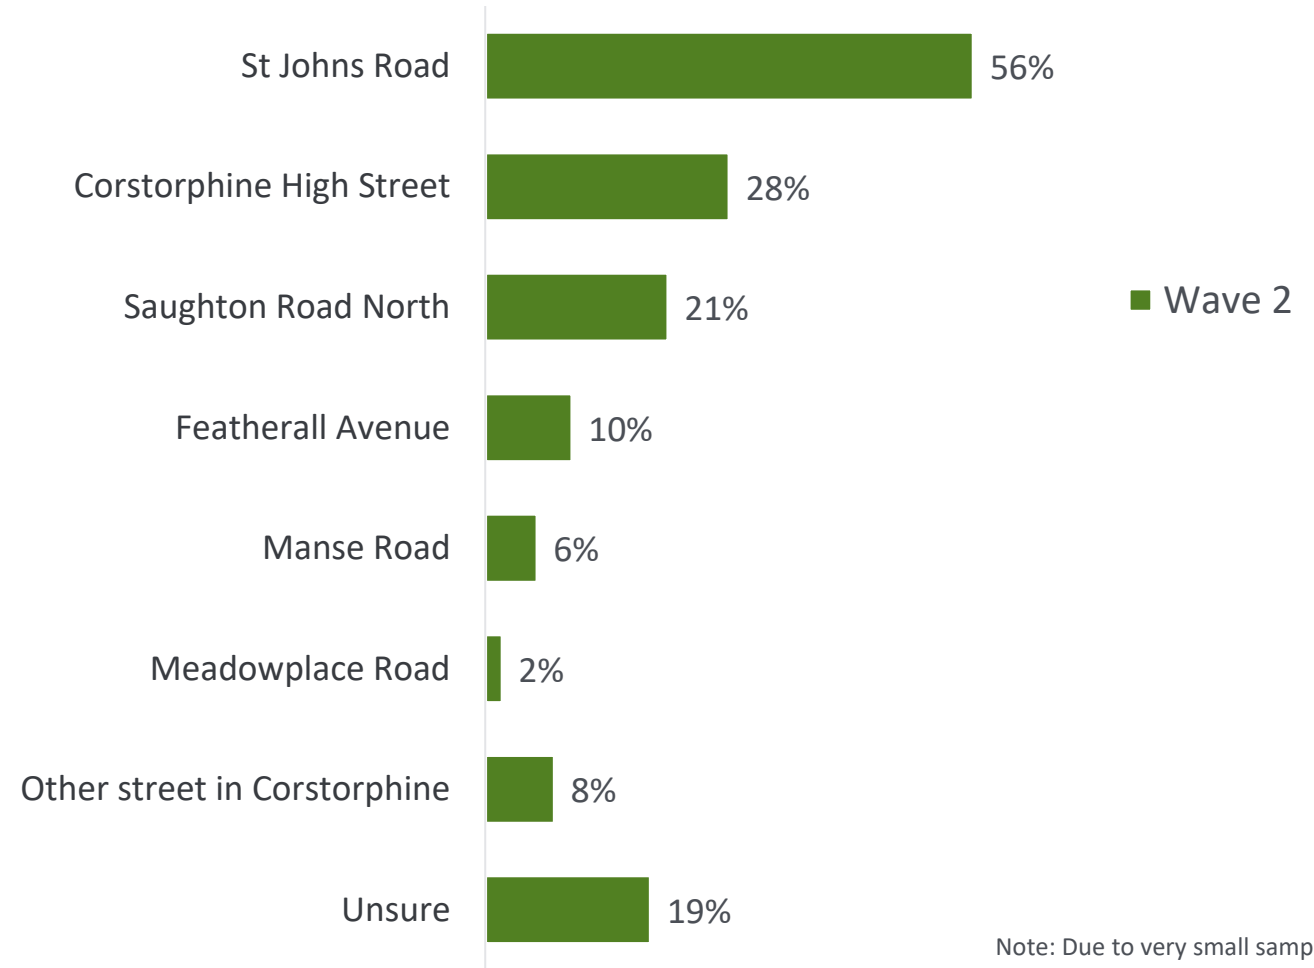 St Johns Road 56%
Corstorphine High Street 28%
Saughton Road North 21%
Wave 2
Featherall Avenue 10%
Manse Road 6%
Meadowplace Road 2%
Other street in Corstorphine 8%
Unsure 19%
Note: Due to very small samp